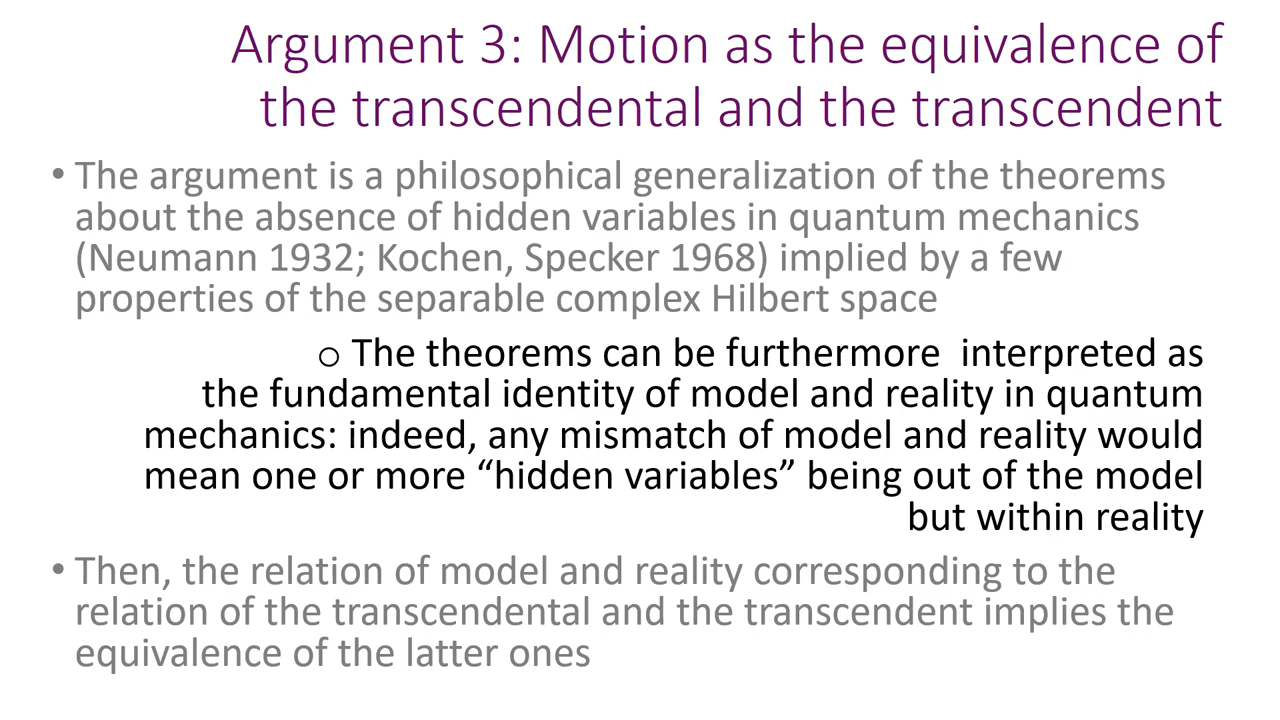 Argument 3: Motion as the equivalence of
the transcendental and the transcendent
• The argument is a philosophical generalization of the theorems
about the absence of hidden variables in quantum mechanics
(Neumann 1932; Kochen, Specker 1968) implied by a few
properties of the separable complex Hilbert space
o The theorems can be furthermore  interpreted as
the fundamental identity of model and reality in quantum
mechanics: indeed, any mismatch of model and reality would
mean one or more “hidden variables” being out of the model
but within reality
• Then, the relation of model and reality corresponding to the
relation of the transcendental and the transcendent implies the
equivalence of the latter ones